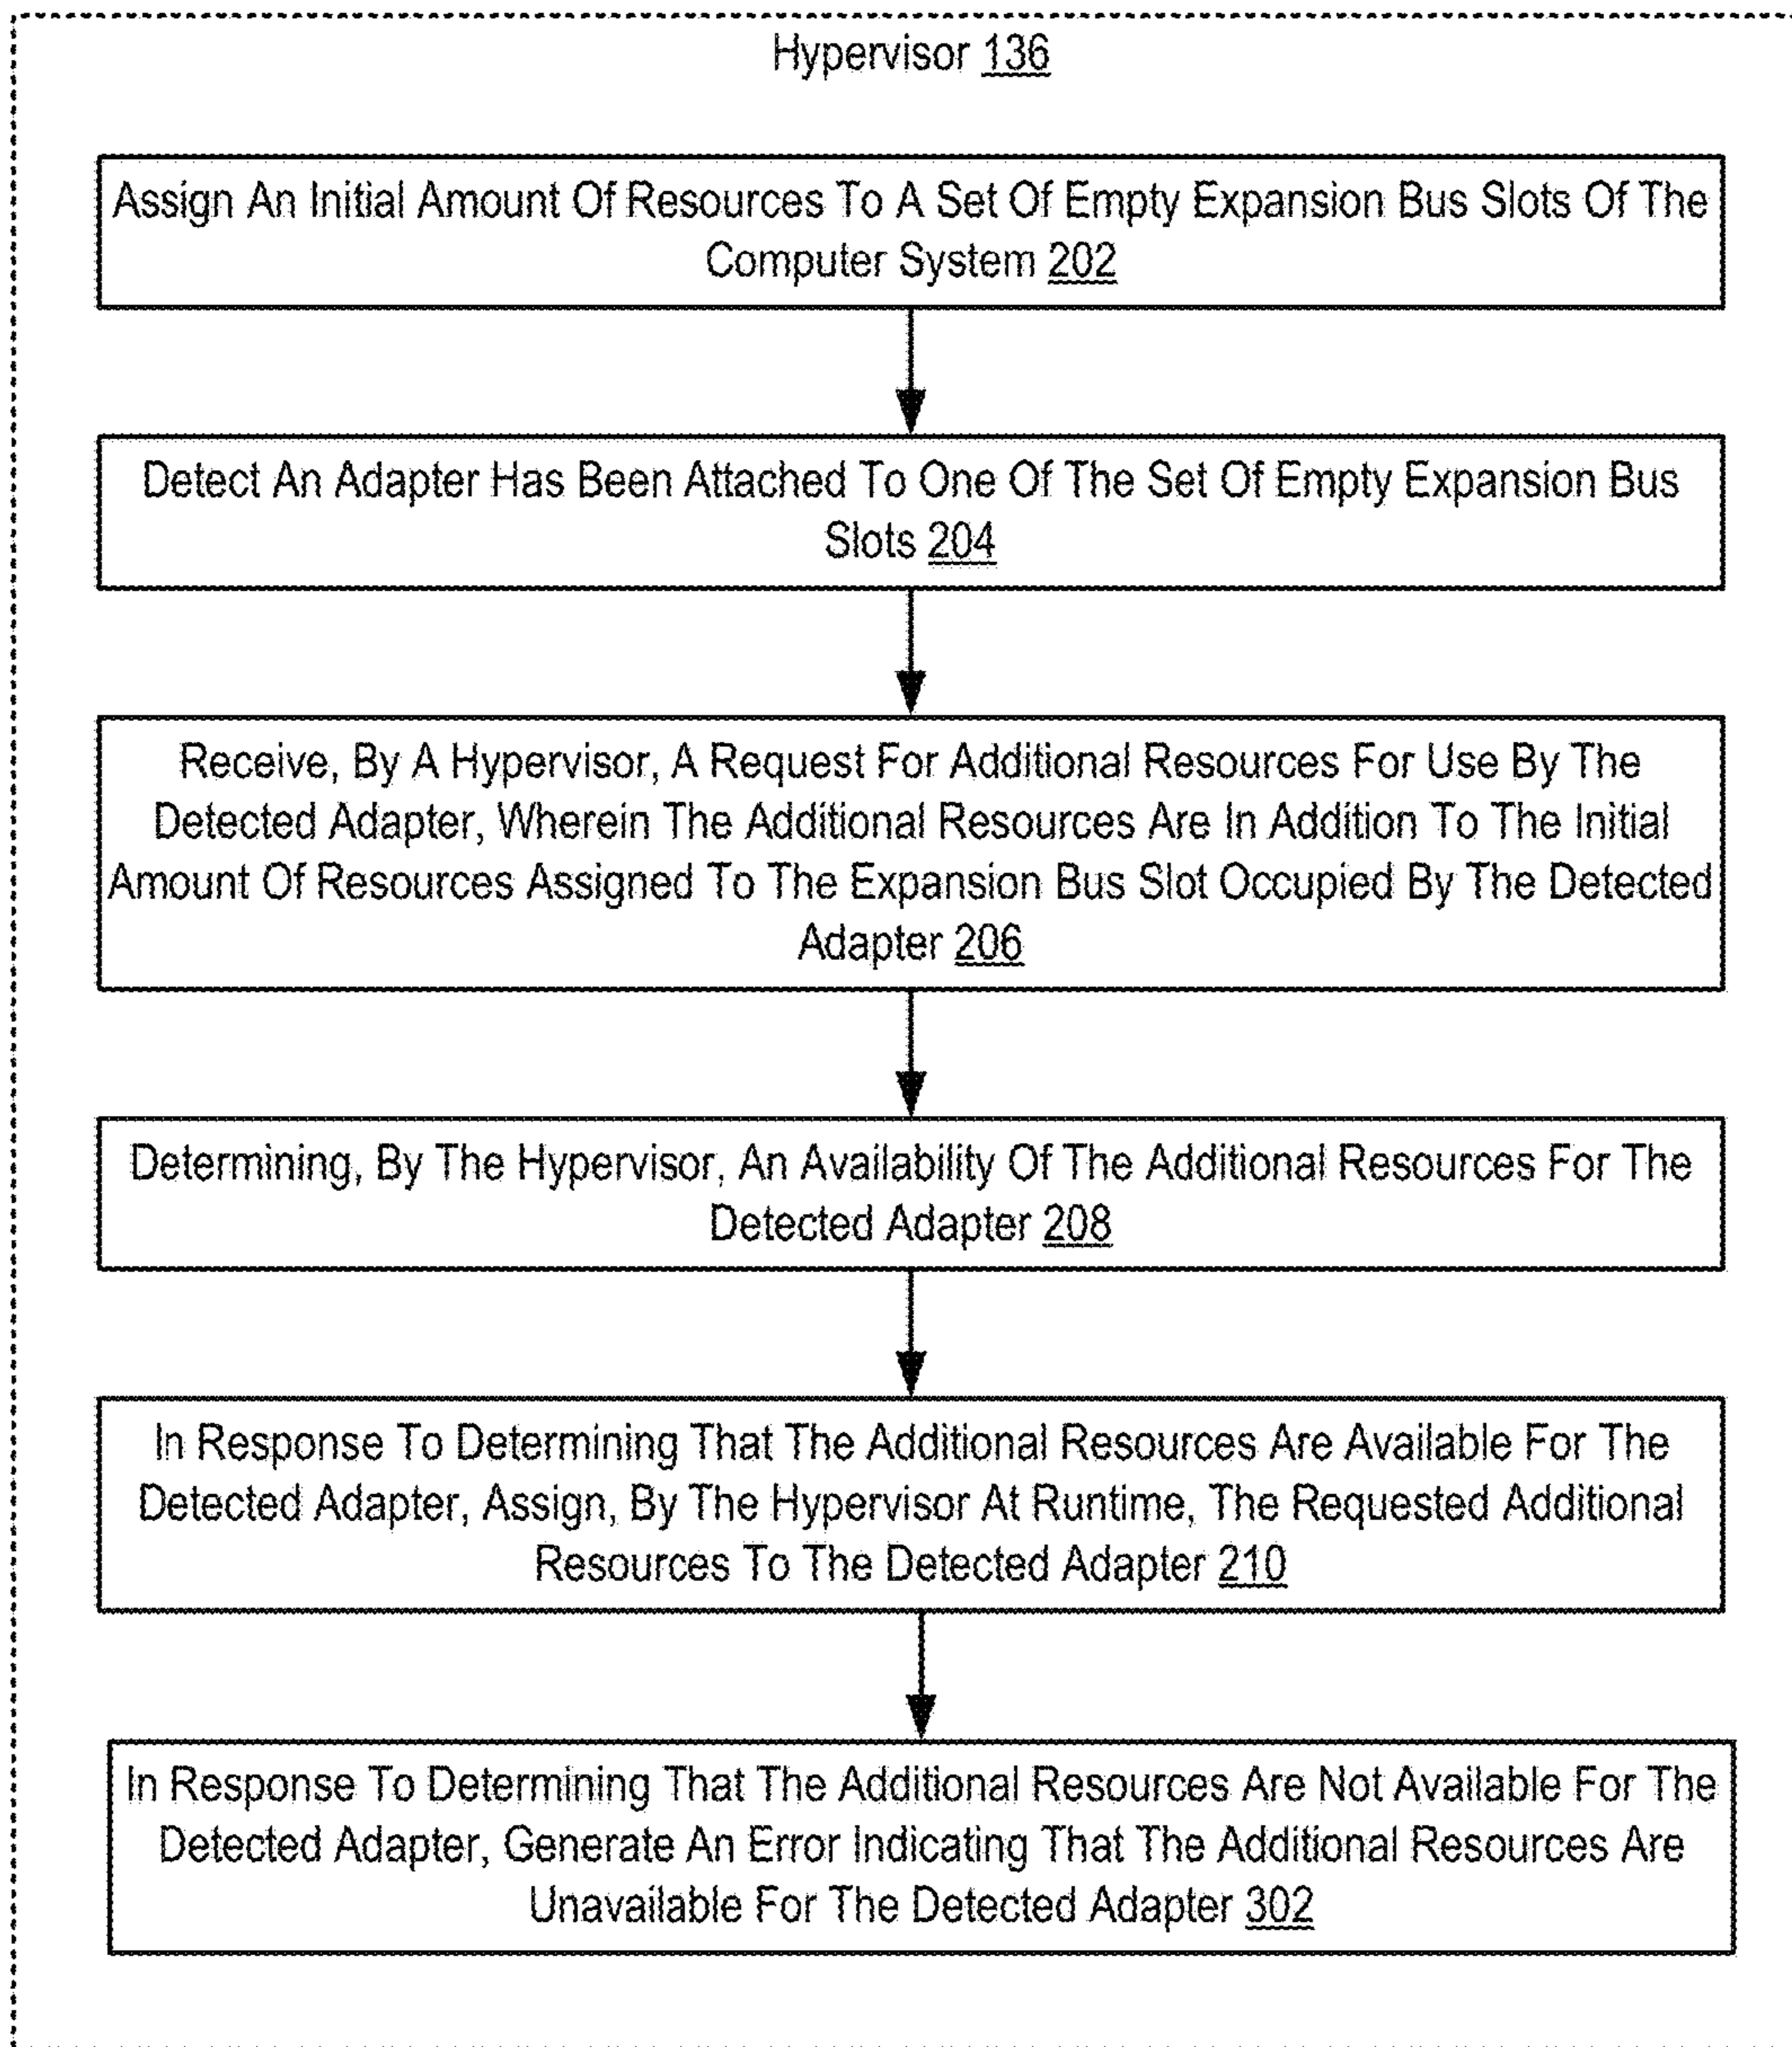 Hypervisor 136
Assign An Initial Amount Of Resources To A Set Of Empty Expansion Bus Slots Of The
Computer System 202
Detect An Adapter Has Been Attached To One Of The Set Of Empty Expansion Bus
Slots 204
Receive, By A Hypervisor, A Request For Additional Resources For Use By The
Detected Adapter, Wherein The Additional Resources Are In Addition To The Initial
Amount Of Resources Assigned To The Expansion Bus Slot Occupied By The Detected
Adapter 206
Determining, By The Hypervisor, An Availability Of The Additional Resources For The
Detected Adapter 208
In Response To Determining That The Additional Resources Are Available For The
Detected Adapter, Assign, By The Hypervisor At Runtime, The Requested Additional
Resources To The Detected Adapter 210
In Response To Determining That The Additional Resources Are Not Available For The
Detected Adapter, Generate An Error Indicating That The Additional Resources Are
Unavailable For The Detected Adapter 302